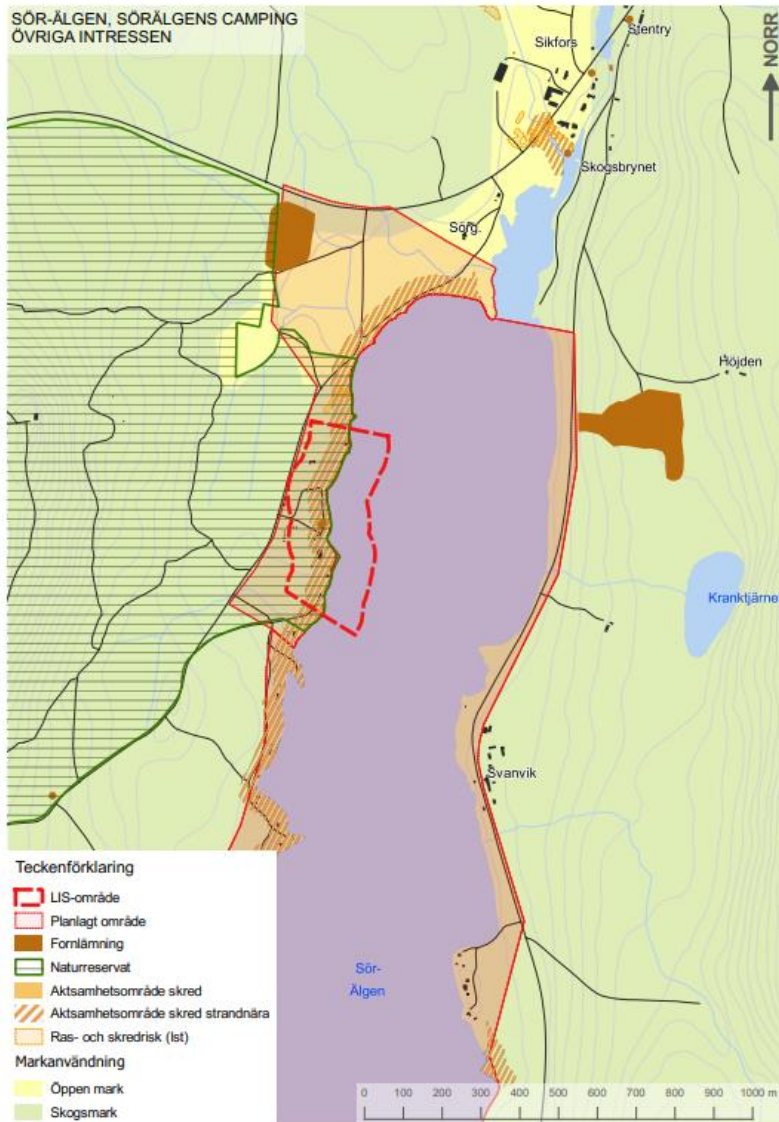 SÖR-ÄLGEN, SÖRÄLGENS CAMPING
ÖVRIGA INTRESSEN
Stentry
Sikfors
NORR
Skogsbrynet
Sörg.
Höjden
Kranktjärne
Svanvik
Sör-
Älgen
Teckenförklaring
LIS-område
Planlagt område
Fornlämning
Naturreservat
Aktsamhetsområde skred
Aktsamhetsområde skred strandnära
Ras- och skredrisk (lst)
Markanvändning
Öppen mark
Skogsmark
0 100 200 300 400 500 600 700 800 900 1000 m